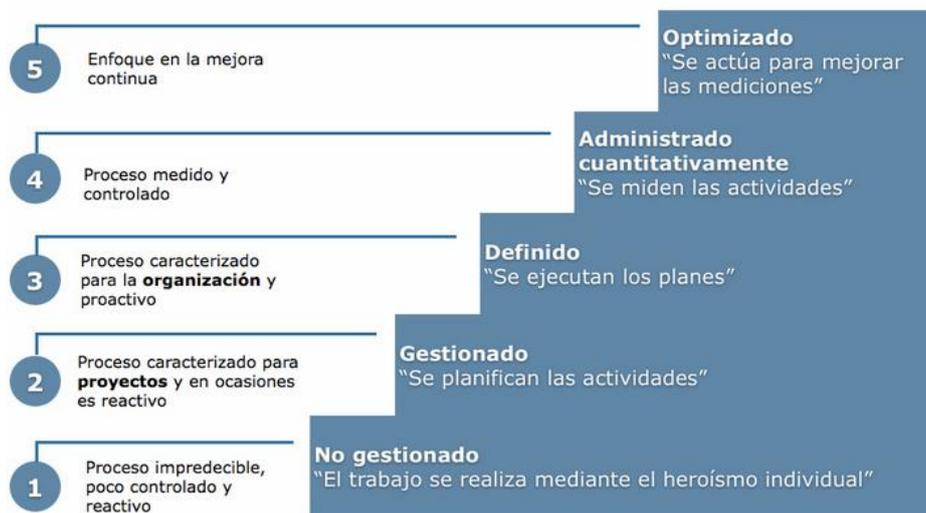 5
Enfoque en la mejora
continua
Optimizado
“Se actúa para mejorar
las mediciones”
4
Proceso medido y
controlado
Administrado
cuantitativamente
“Se miden las actividades”
3
Proceso caracterizado
para la organización y
proactivo
Definido
“Se ejecutan los planes”
2
Proceso caracterizado para
proyectos y en ocasiones
es reactivo
Gestionado
“Se planifican las actividades”
1
Proceso impredecible,
poco controlado y
reactivo
No gestionado
“El trabajo se realiza mediante el heroísmo individual”